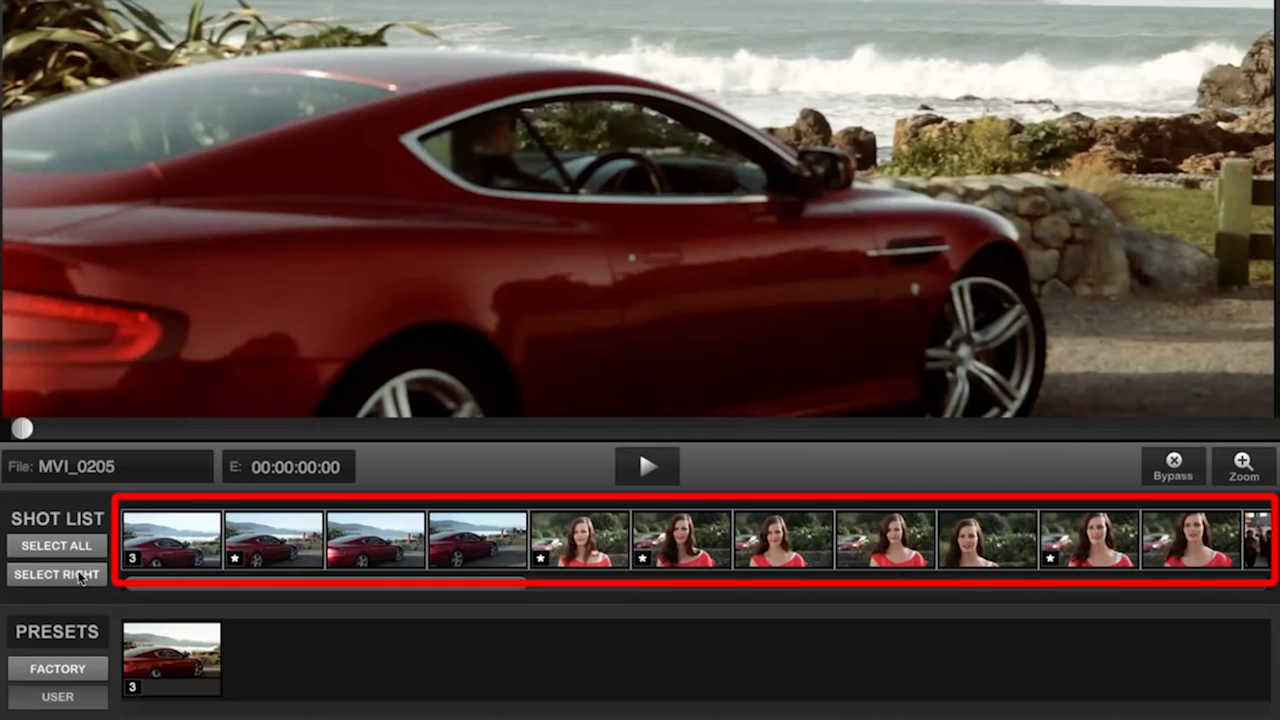 File: MVI_0205
E: 00:00:00:00
Bypass
Zoom
SHOT LIST
SELECT ALL
SELECT RIGHT
3
PRESETS
FACTORY
USER
3